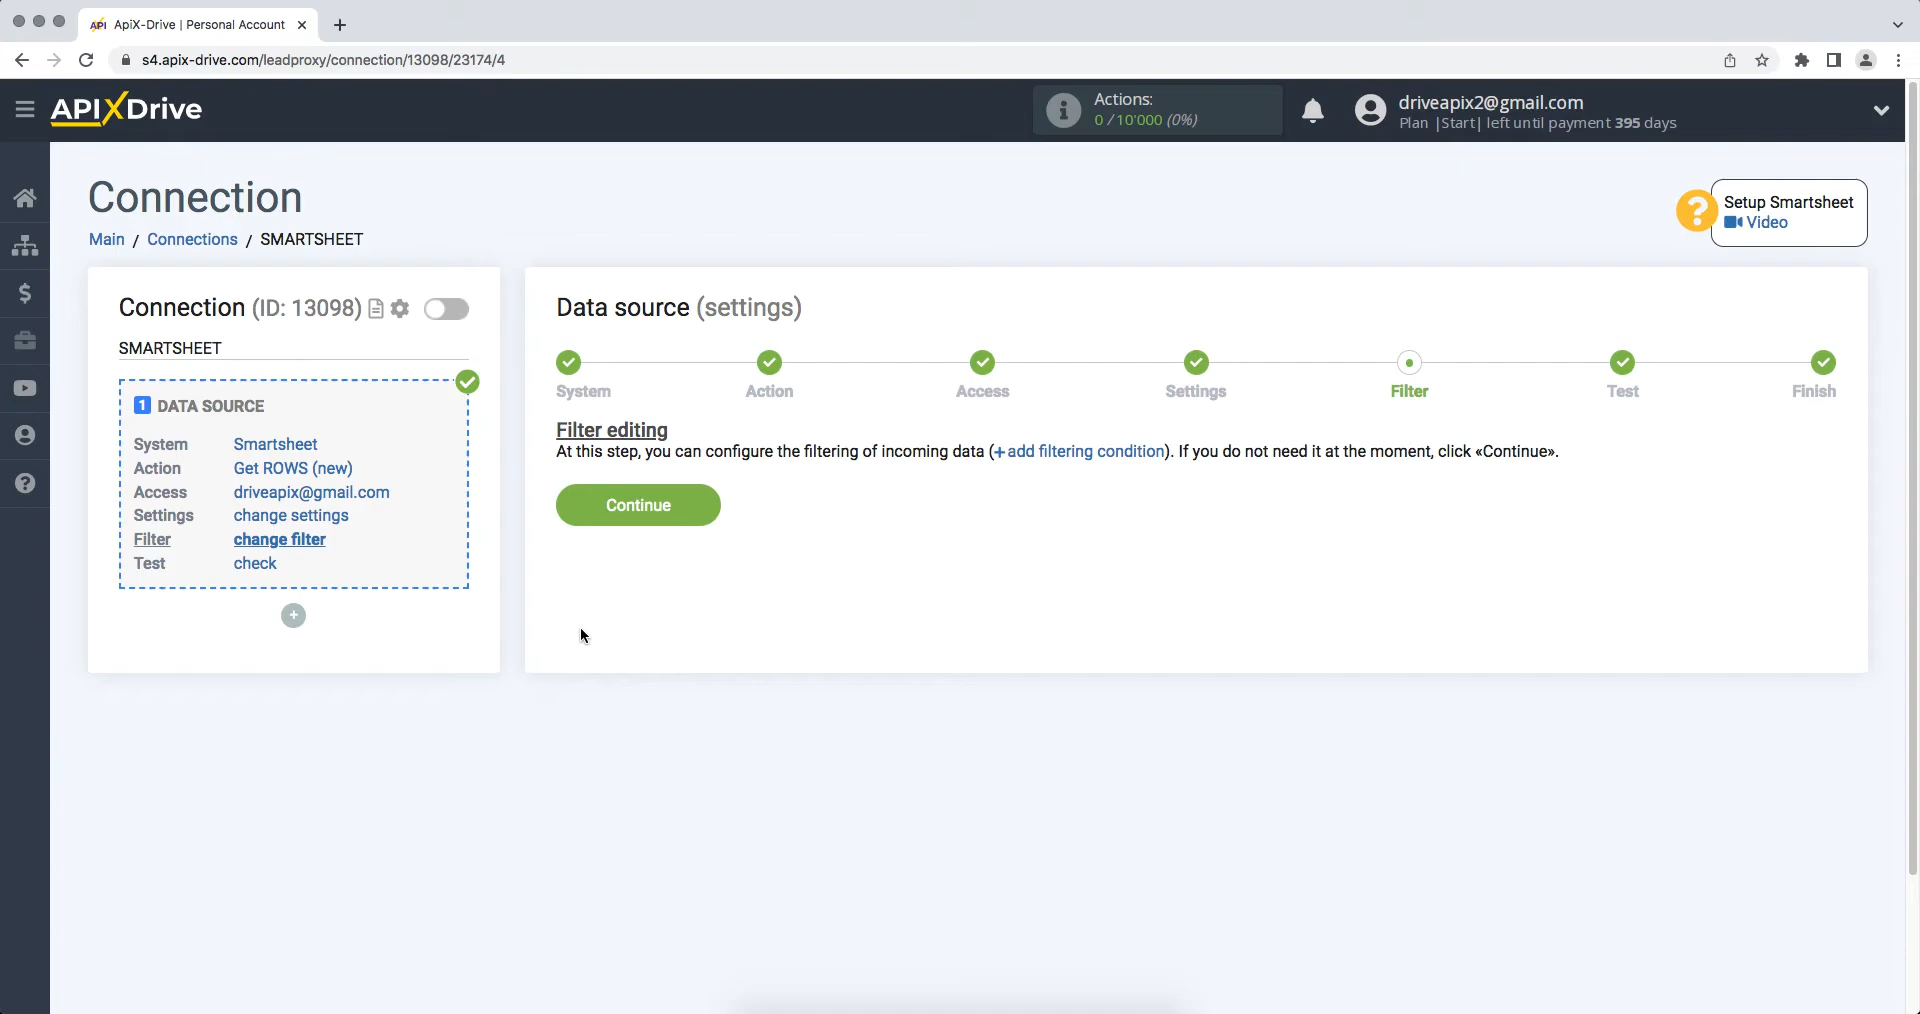 API ApiX-Drive | Personal Account
s4.apix-drive.com/leadproxy/connection/13098/23174/4
APIXDrive
Actions:
0 / 10'000 (0%)
driveapix2@gmail.com
Plan |Start| left until payment 395 days
Connection
Main / Connections / SMARTSHEET
Setup Smartsheet
Video
Connection (ID: 13098)
SMARTSHEET
1 DATA SOURCE
System Smartsheet
Action Get ROWS (new)
Access driveapix@gmail.com
Settings change settings
Filter change filter
Test check
Data source (settings)
System Action Access Settings Filter Test Finish
Filter editing
At this step, you can configure the filtering of incoming data (+add filtering condition). If you do not need it at the moment, click «Continue».
Continue